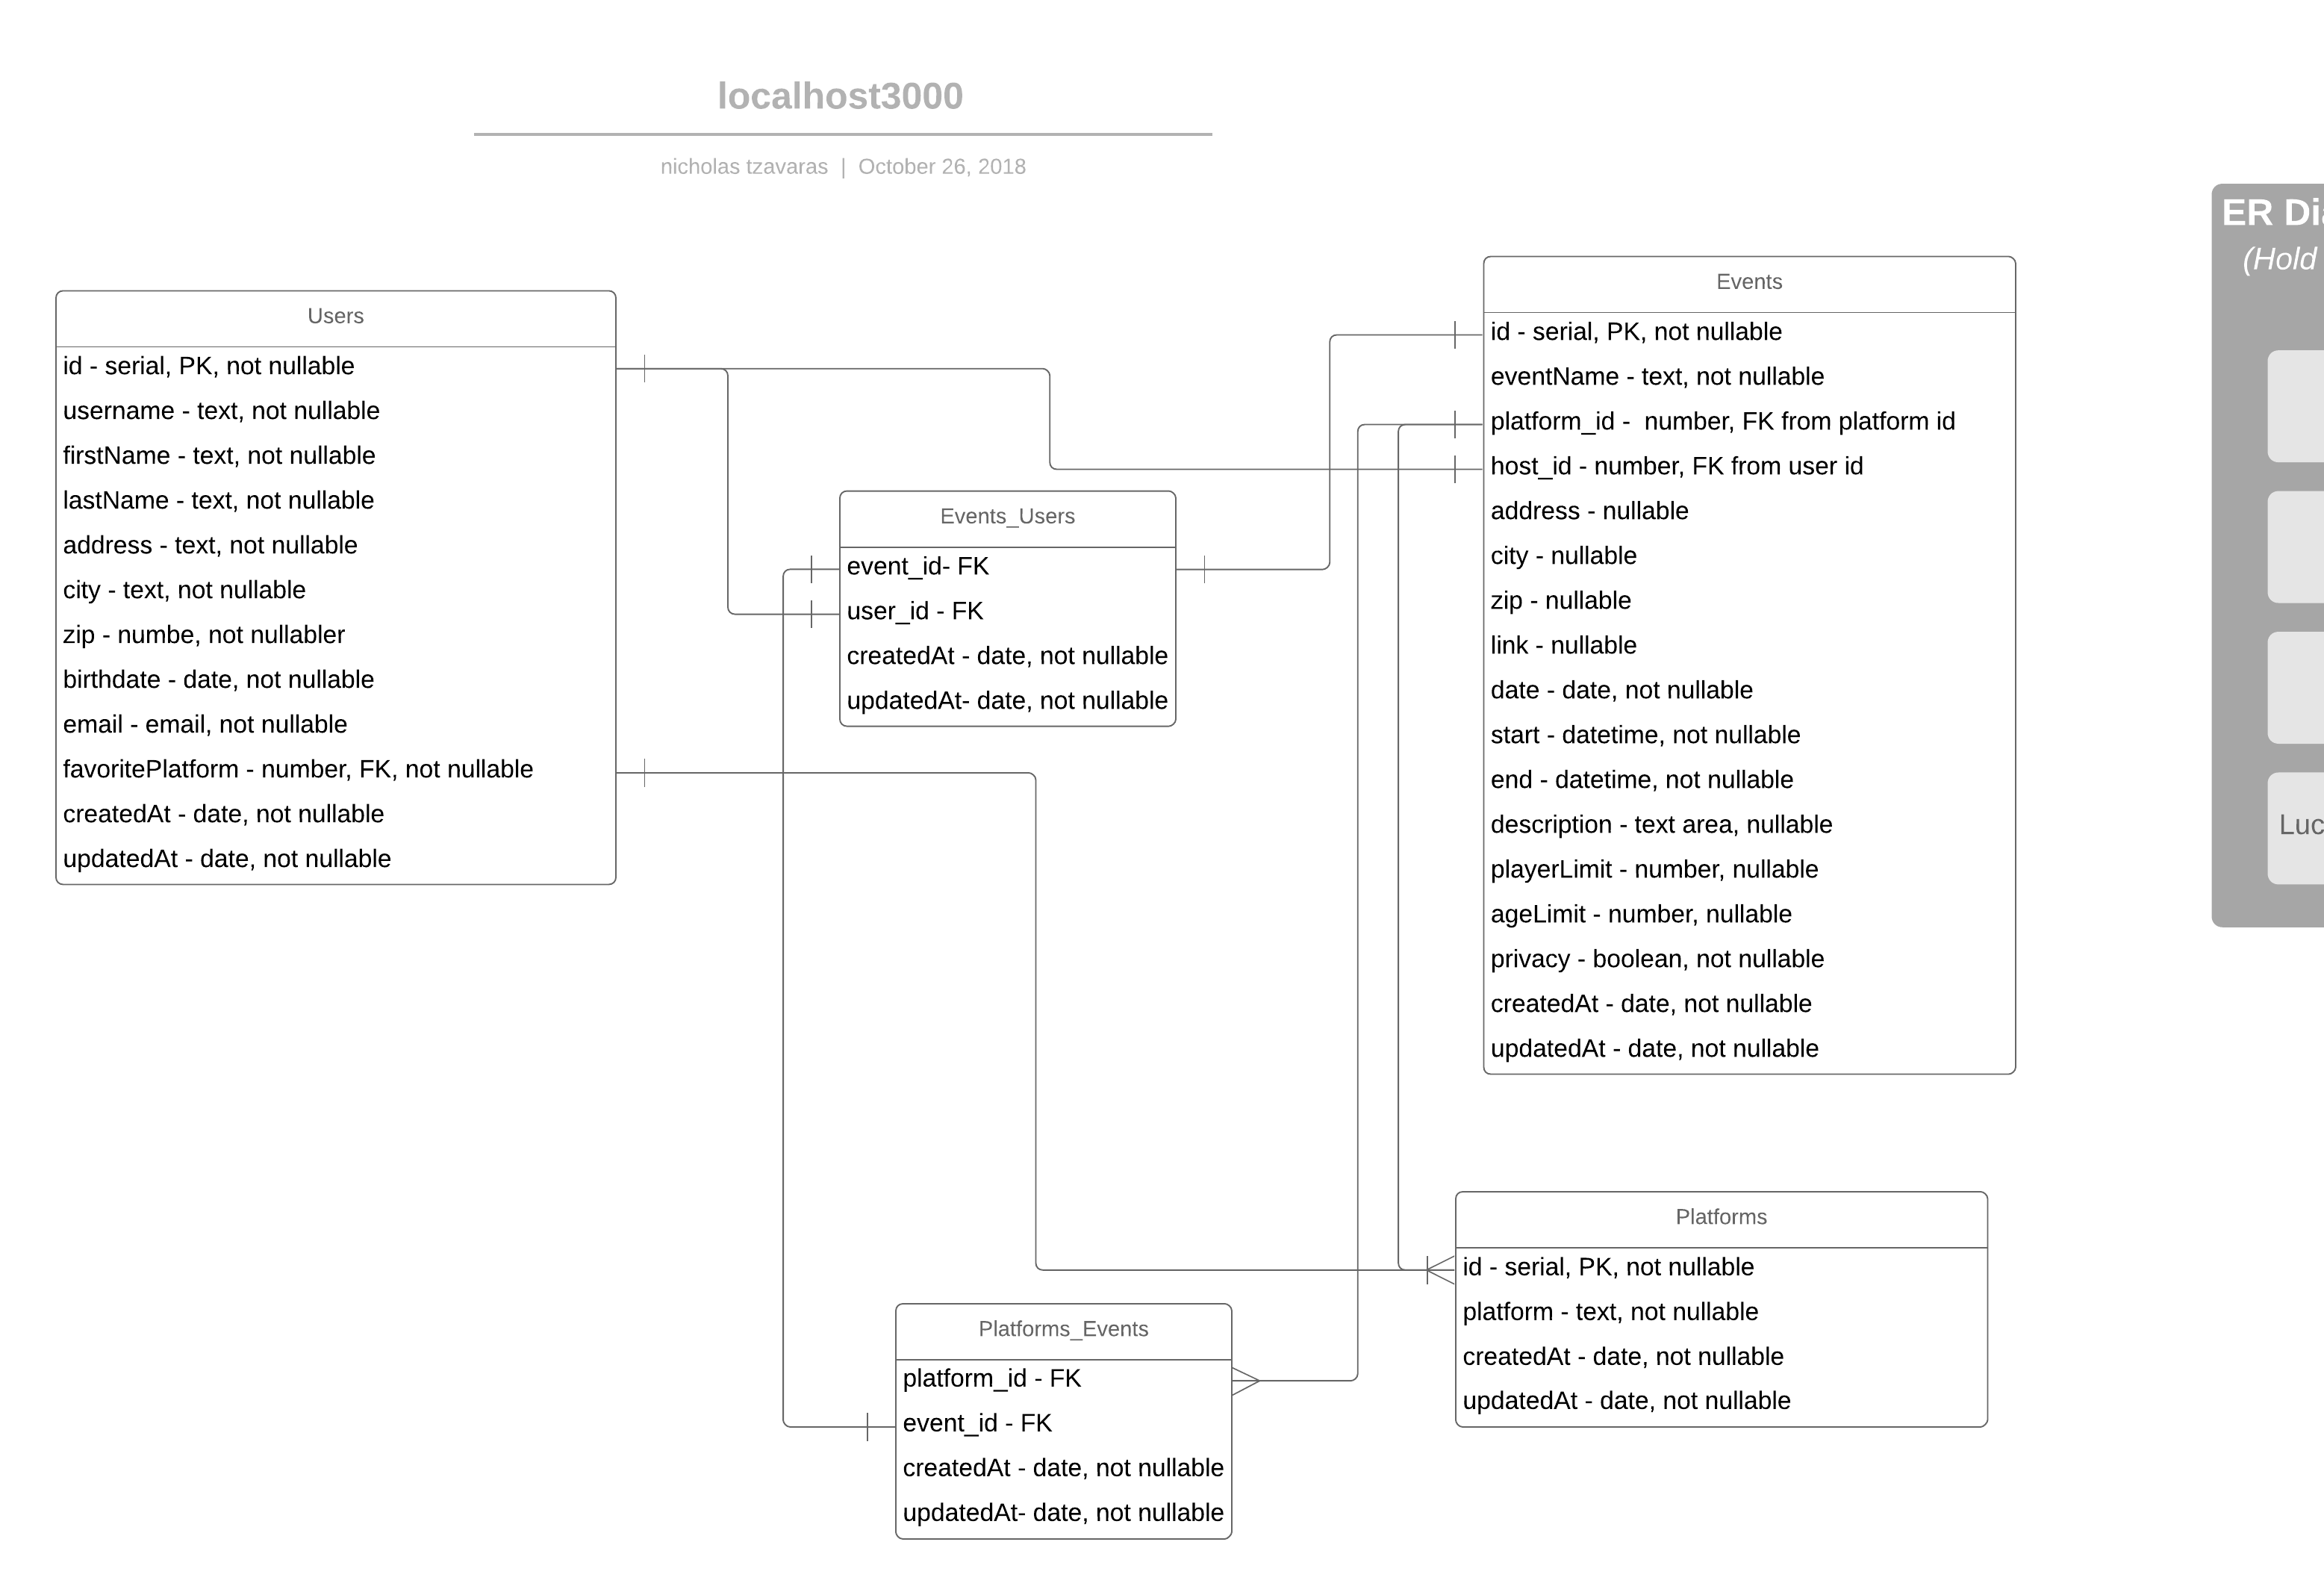 localhost3000
nicholas tzavaras | October 26, 2018
Users
id - serial, PK, not nullable
username - text, not nullable
firstName - text, not nullable
lastName - text, not nullable
address - text, not nullable
city - text, not nullable
zip - numbe, not nullabler
birthdate - date, not nullable
email - email, not nullable
favoritePlatform - number, FK, not nullable
createdAt - date, not nullable
updatedAt - date, not nullable
Events_Users
event_id- FK
user_id - FK
createdAt - date, not nullable
updatedAt- date, not nullable
Events
id - serial, PK, not nullable
eventName - text, not nullable
platform_id -  number, FK from platform id
host_id - number, FK from user id
address - nullable
city - nullable
zip - nullable
link - nullable
date - date, not nullable
start - datetime, not nullable
end - datetime, not nullable
description - text area, nullable
playerLimit - number, nullable
ageLimit - number, nullable
privacy - boolean, not nullable
createdAt - date, not nullable
updatedAt - date, not nullable
Platforms_Events
platform_id - FK
event_id - FK
createdAt - date, not nullable
updatedAt- date, not nullable
Platforms
id - serial, PK, not nullable
platform - text, not nullable
createdAt - date, not nullable
updatedAt - date, not nullable
ER
(Hold